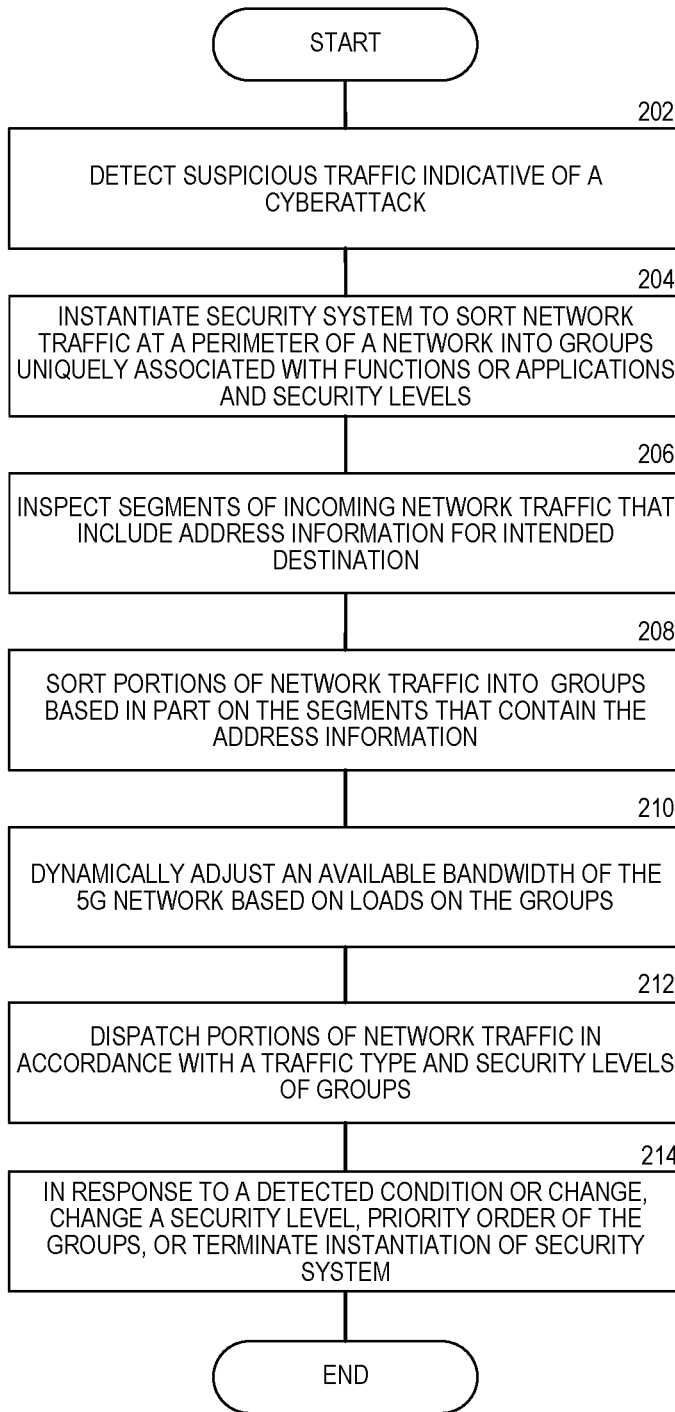 START
202
DETECT SUSPICIOUS TRAFFIC INDICATIVE OF A
CYBERATTACK
204
INSTANTIATE SECURITY SYSTEM TO SORT NETWORK
TRAFFIC AT A PERIMETER OF A NETWORK INTO GROUPS
UNIQUELY ASSOCIATED WITH FUNCTIONS OR APPLICATIONS
AND SECURITY LEVELS
206
INSPECT SEGMENTS OF INCOMING NETWORK TRAFFIC THAT
INCLUDE ADDRESS INFORMATION FOR INTENDED
DESTINATION
208
SORT PORTIONS OF NETWORK TRAFFIC INTO GROUPS
BASED IN PART ON THE SEGMENTS THAT CONTAIN THE
ADDRESS INFORMATION
210
DYNAMICALLY ADJUST AN AVAILABLE BANDWIDTH OF THE
5G NETWORK BASED ON LOADS ON THE GROUPS
212
DISPATCH PORTIONS OF NETWORK TRAFFIC IN
ACCORDANCE WITH A TRAFFIC TYPE AND SECURITY LEVELS
OF GROUPS
214
IN RESPONSE TO A DETECTED CONDITION OR CHANGE,
CHANGE A SECURITY LEVEL, PRIORITY ORDER OF THE
GROUPS, OR TERMINATE INSTANTIATION OF SECURITY
SYSTEM
END